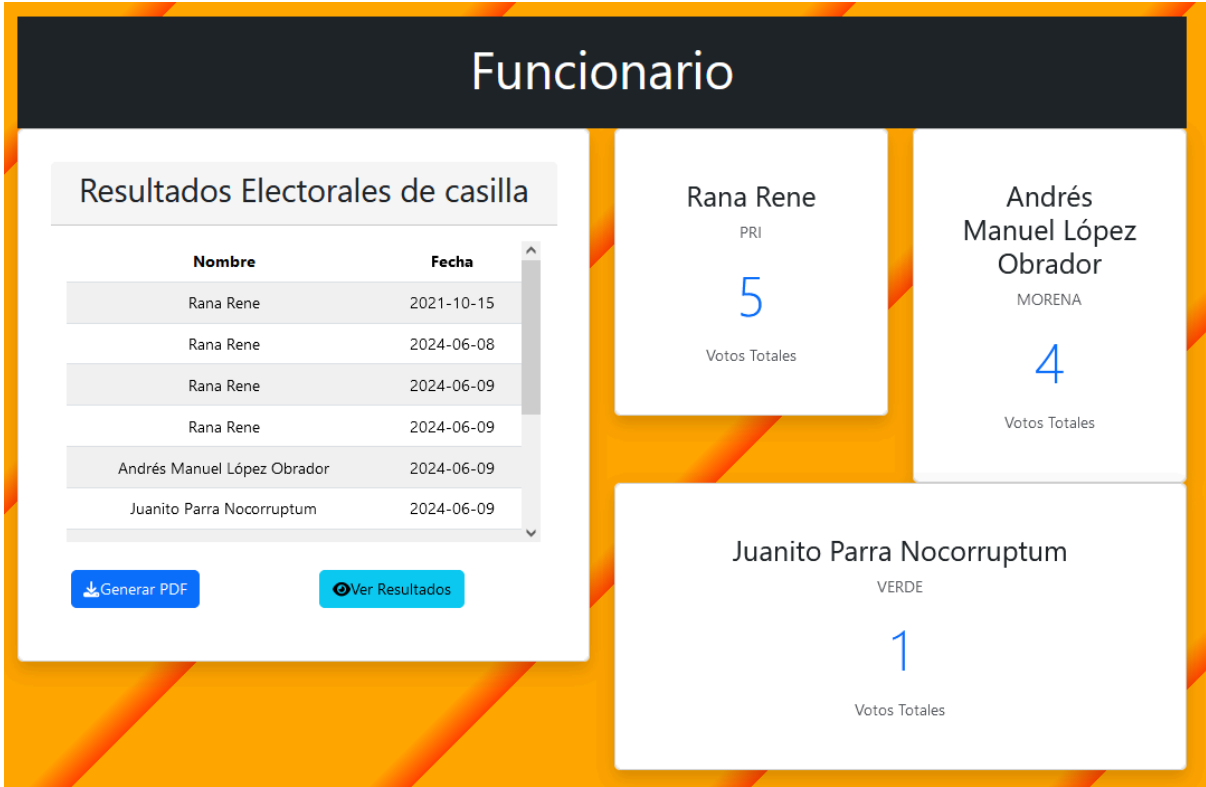 Funcionario
Resultados Electorales de casilla
Nombre Fecha
Rana Rene 2021-10-15
Rana Rene 2024-06-08
Rana Rene 2024-06-09
Rana Rene 2024-06-09
Andrés Manuel López Obrador 2024-06-09
Juanito Parra Nocorruptum 2024-06-09
Generar PDF
Ver Resultados
Rana Rene
PRI
5
Votos Totales
Andrés
Manuel López
Obrador
MORENA
4
Votos Totales
Juanito Parra Nocorruptum
VERDE
1
Votos Totales